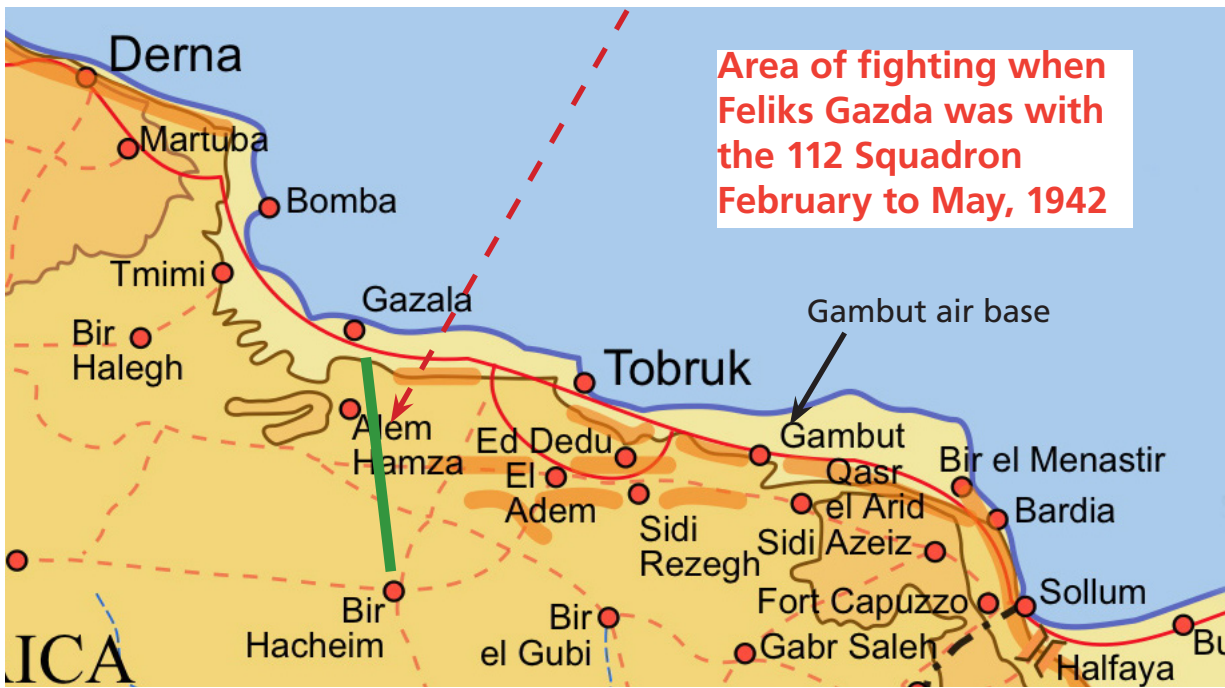 Derna
Area of fighting when
Feliks Gazda was with
the 112 Squadron
February to May, 1942
Martuba
Bomba
Tmimi
Gazala
Gambut air base
Bir
Halegh
Tobruk
Alem
Hamza
Ed Dedu
El
Adem
Gambut
Qasr
el Arid
Bir el Menastir
Bardia
Sidi
Rezegh
Sidi Azeiz
Fort Capuzzo
Sollum
Bir
Hacheim
Bir
el Gubi
Gabr Saleh
Halfaya
Bu
ICA